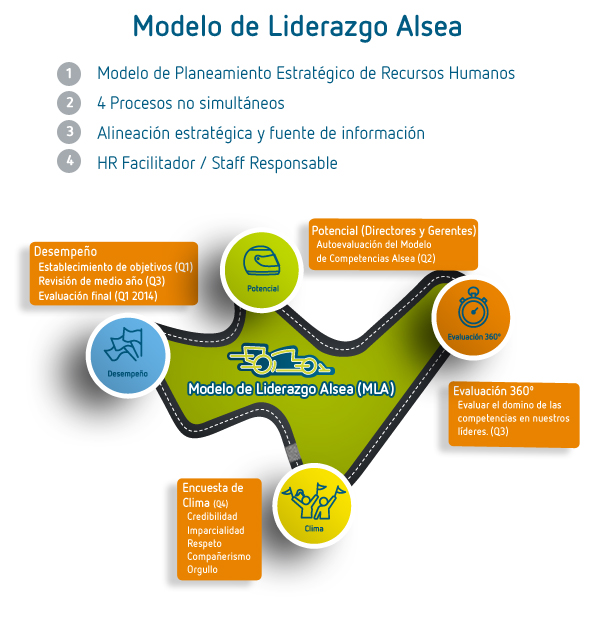 Modelo de Liderazgo Alsea
1 Modelo de Planeamiento Estratégico de Recursos Humanos
2 4 Procesos no simultáneos
3 Alineación estratégica y fuente de información
4 HR Facilitador / Staff Responsable
Potencial (Directores y Gerentes)
Autoevaluación del Modelo
de Competencias Alsea (Q2)
Desempeño
Establecimiento de objetivos (Q1)
Revisión de medio año (Q3)
Evaluación final (Q1 2014)
Potencial
Evaluación 360º
Desempeño
Modelo de Liderazgo Alsea (MLA)
Evaluación 360º
Evaluar el domino de las
competencias en nuestros
líderes. (Q3)
Encuesta de
Clima (Q4)
Credibilidad
Imparcialidad
Respeto
Compañerismo
Orgullo
Clima